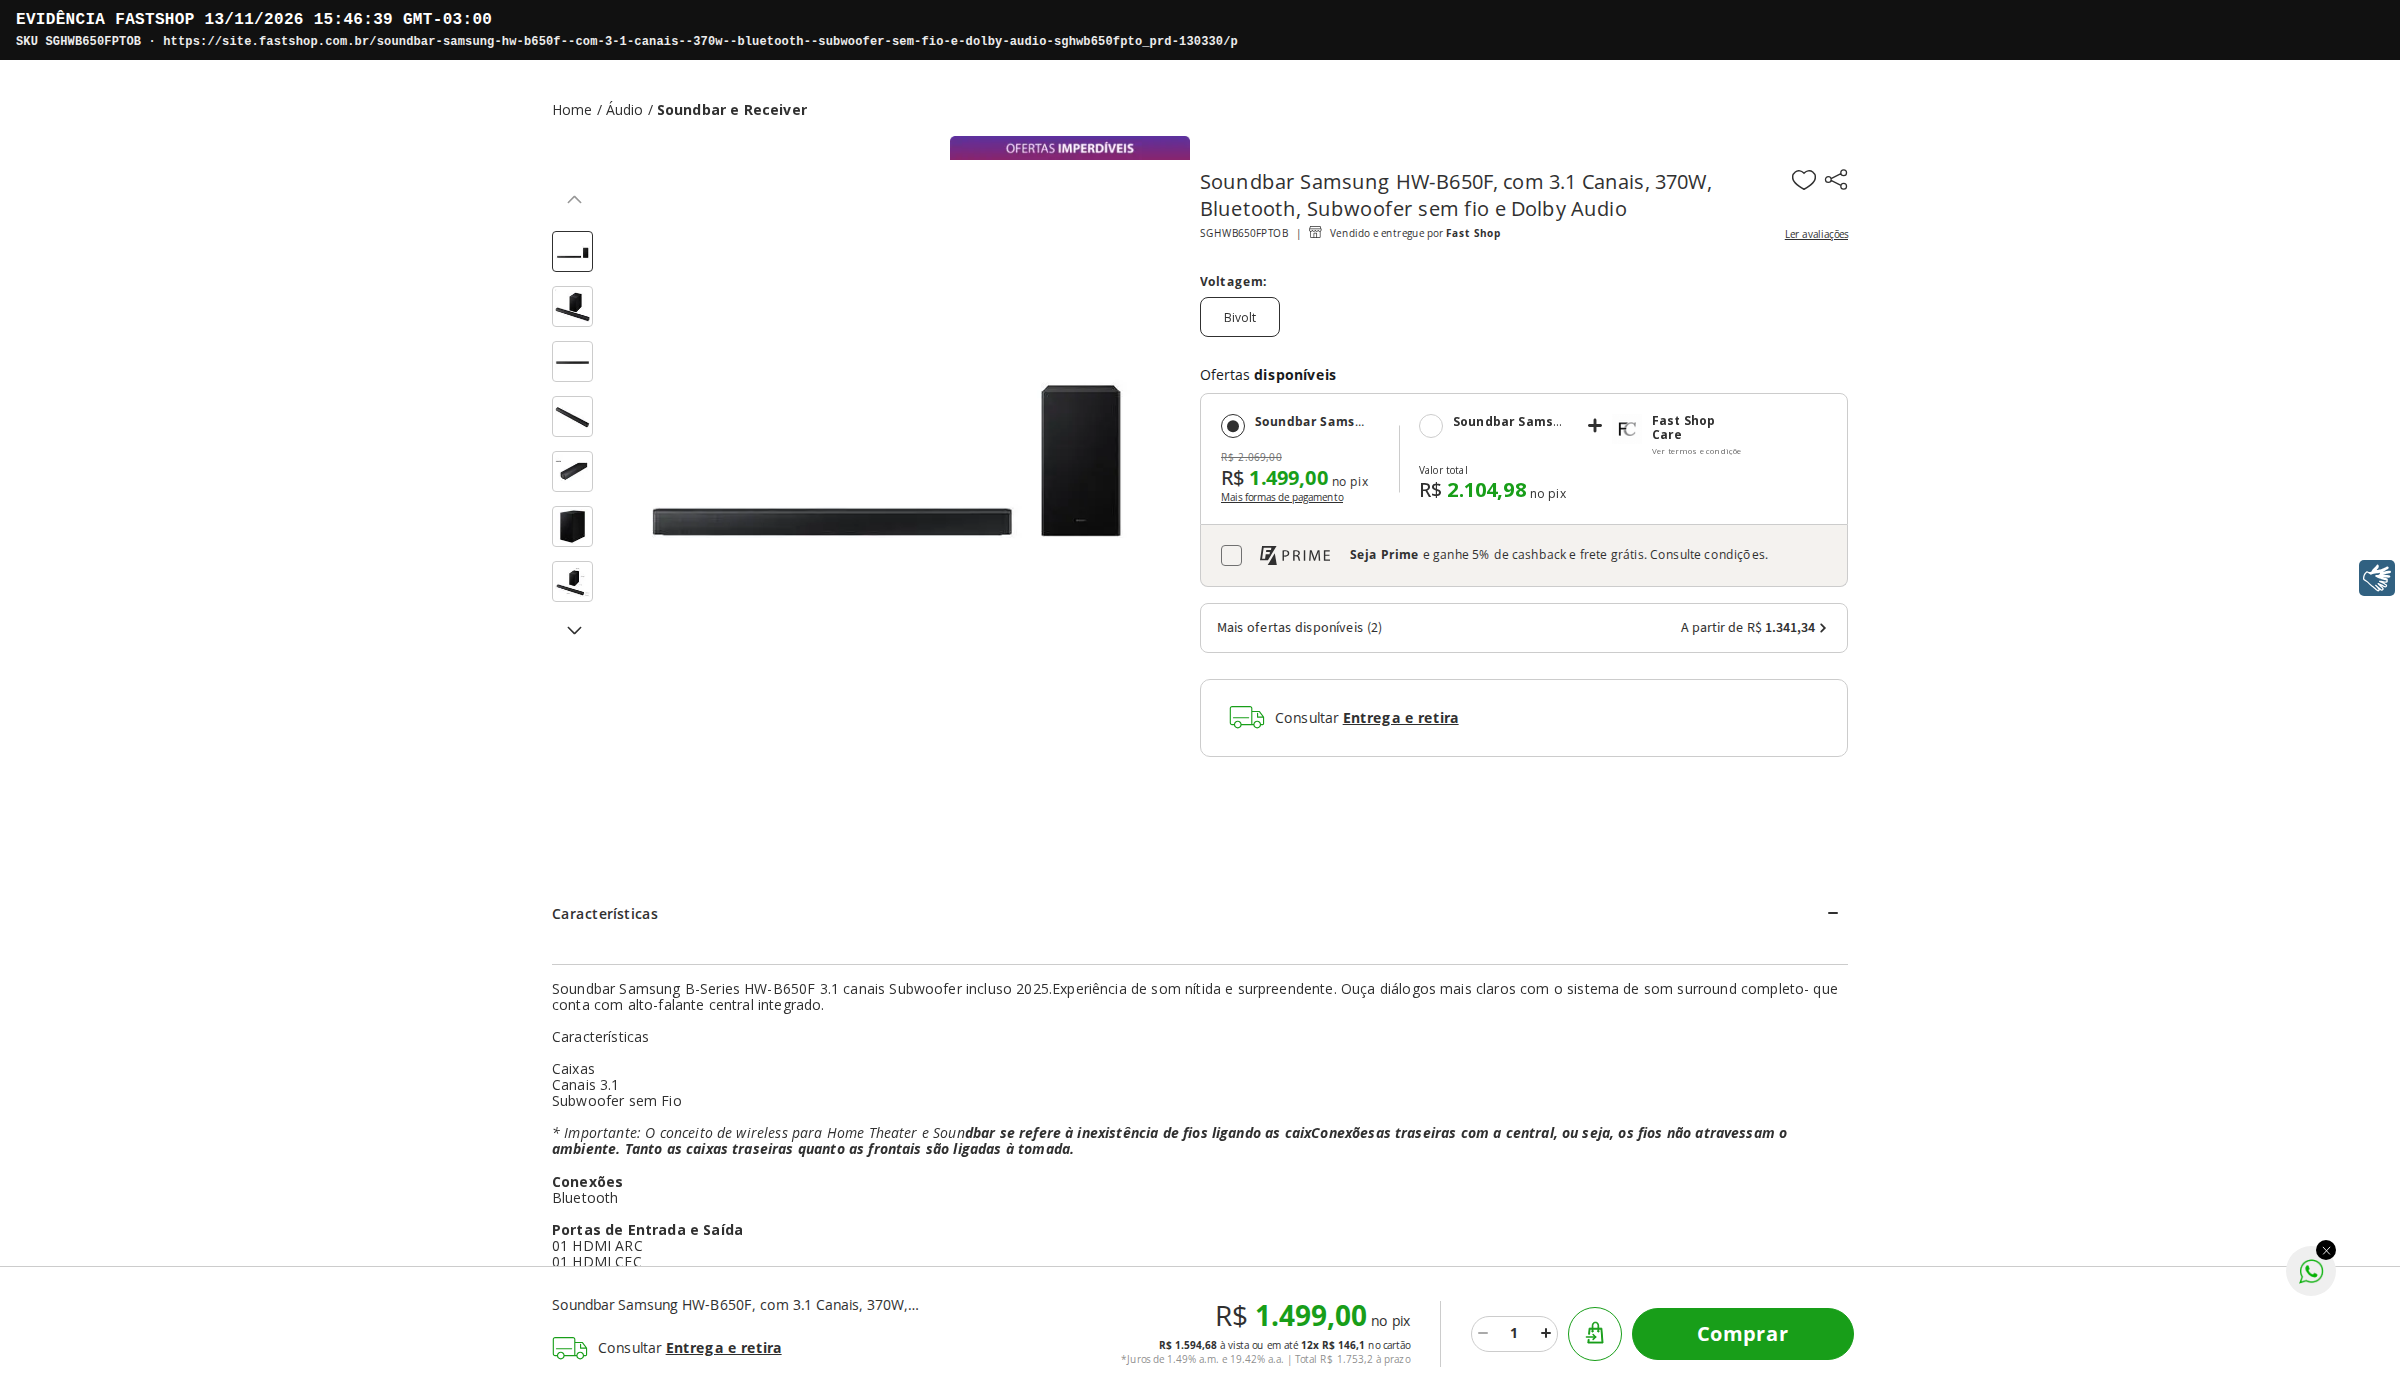 EVIDÊNCIA FASTSHOP 13/11/2026 15:46:39 GMT-03:00
SKU SGHWB650FPTOB · https://site.fastshop.com.br/soundbar-samsung-hw-b650f--com-3-1-canais--370w--bluetooth--subwoofer-sem-fio-e-dolby-audio-sghwb650fpto_prd-130330/p
Home / Áudio / Soundbar e Receiver
OFERTAS IMPERDÍVEIS
Soundbar Samsung HW-B650F, com 3.1 Canais, 370W,
Bluetooth, Subwoofer sem fio e Dolby Audio
SGHWB650FPTOB | Vendido e entregue por Fast Shop
Ler avaliações
Voltagem:
Bivolt
Ofertas disponíveis
Soundbar Sams...
R$ 2.069,00
R$ 1.499,00 no pix
Mais formas de pagamento
Soundbar Sams...
+
FC
Fast Shop
Care
Ver termos e condiçõe
Valor total
R$ 2.104,98 no pix
PRIME Seja Prime e ganhe 5% de cashback e frete grátis. Consulte condições.
Mais ofertas disponíveis (2)
A partir de R$ 1.341,34
Consultar Entrega e retira
Características
Soundbar Samsung B-Series HW-B650F 3.1 canais Subwoofer incluso 2025.Experiência de som nítida e surpreendente. Ouça diálogos mais claros com o sistema de som surround completo- que
conta com alto-falante central integrado.
Características
Caixas
Canais 3.1
Subwoofer sem Fio
* Importante: O conceito de wireless para Home Theater e Soundbar se refere à inexistência de fios ligando as caixConexõesas traseiras com a central, ou seja, os fios não atravessam o
ambiente. Tanto as caixas traseiras quanto as frontais são ligadas à tomada.
Conexões
Bluetooth
Portas de Entrada e Saída
01 HDMI ARC
01 HDMI CEC
Soundbar Samsung HW-B650F, com 3.1 Canais, 370W,...
Consultar Entrega e retira
R$ 1.499,00 no pix
R$ 1.594,68 à vista ou em até 12x R$ 146,1 no cartão
*Juros de 1.49% a.m. e 19.42% a.a. | Total R$ 1.753,2 à prazo
1
Comprar